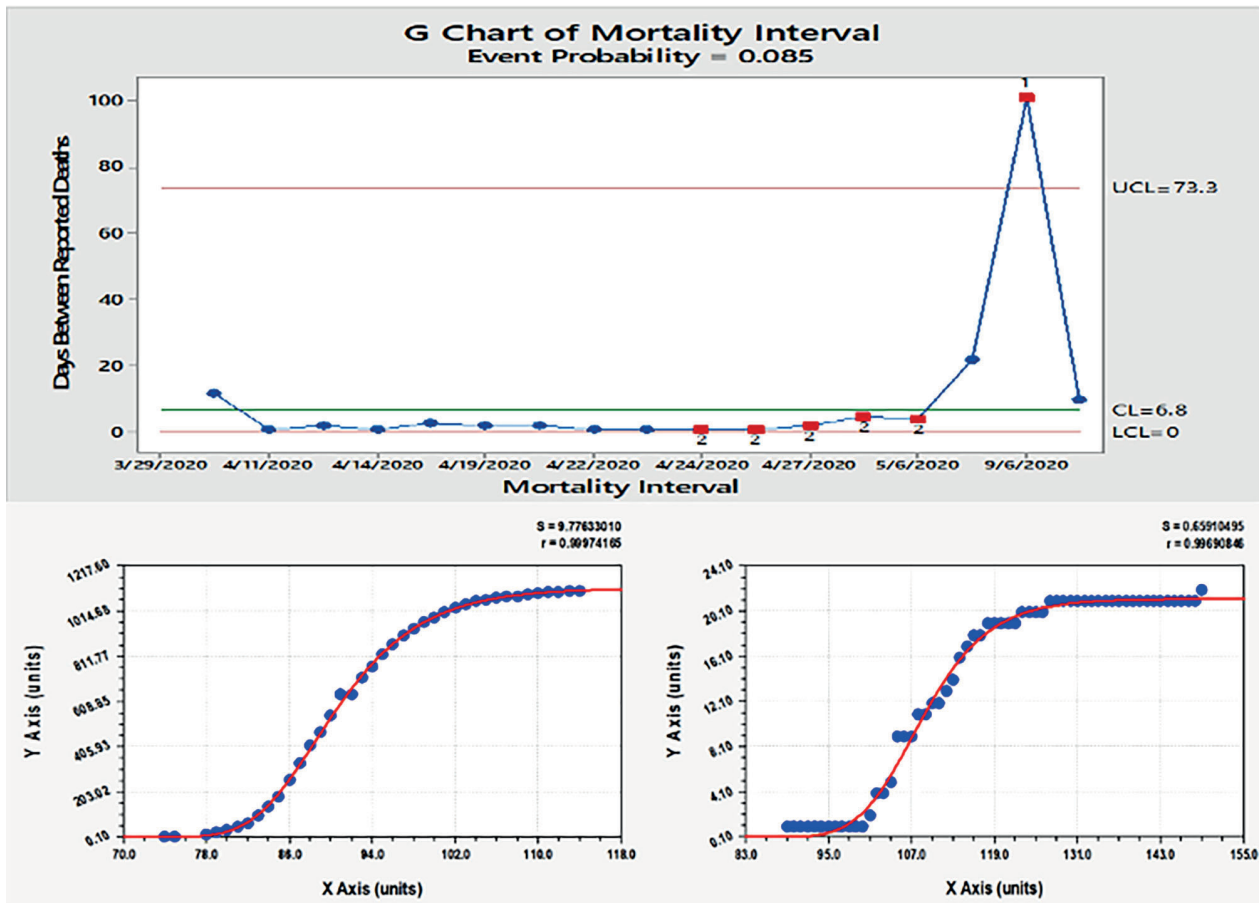 G Chart of Mortality Interval
Event Probability = 0.085
Days Between Reported Deaths
100
80
60
40
20
0
UCL=73.3
CL=6.8
LCL=0
1
2
2
2
2
2
3/29/2020 4/11/2020 4/14/2020 4/19/2020 4/22/2020 4/24/2020 4/27/2020 5/6/2020 9/6/2020
Mortality Interval
S = 9.77633010
r = 0.99974165
Y Axis (units)
1217.60
1014.68
811.77
608.85
405.93
203.02
0.10
70.0 78.0 86.0 94.0 102.0 110.0 118.0
X Axis (units)
S = 0.65910495
r = 0.99690846
Y Axis (units)
24.10
20.10
16.10
12.10
8.10
4.10
0.10
83.0 95.0 107.0 119.0 131.0 143.0 155.0
X Axis (units)